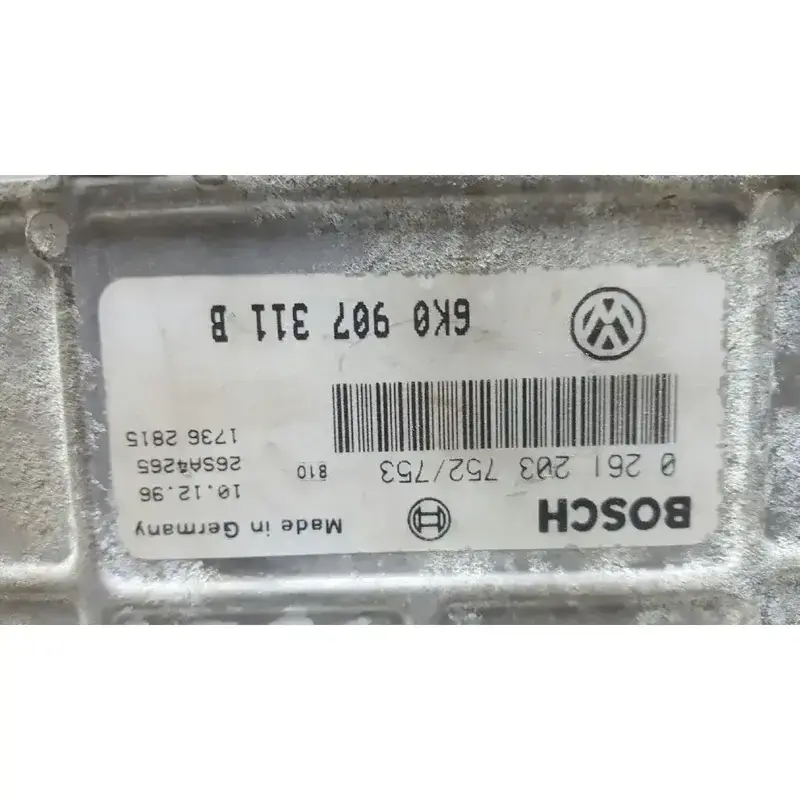 BOSCH
Made in Germany
10.12.96
0 261 203 752/753
810
26SA4265
1736 2815
6K0 907 311 B